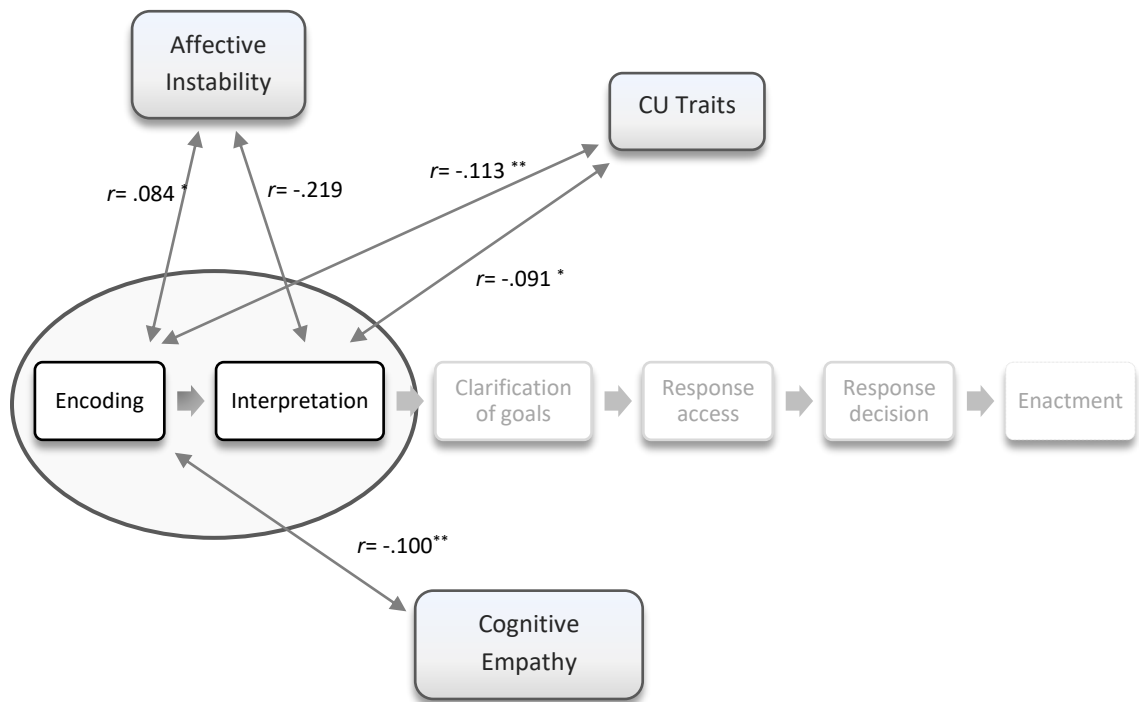 Affective
Instability
CU Traits
r= .084 *
r= -.219
r= -.113 **
r= -.091 *
Encoding
Interpretation
Clarification
of goals
Response
access
Response
decision
Enactment
r= -.100**
Cognitive
Empathy